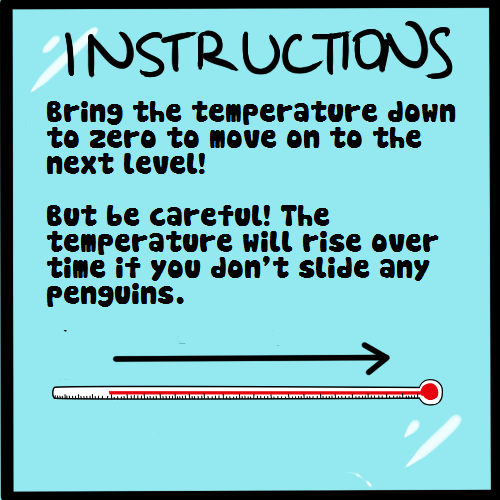 INSTRUCTIONS
Bring the temperature down
to zero to move on to the
next level!
But be careful! The
temperature will rise over
time if you don't slide any
penguins.